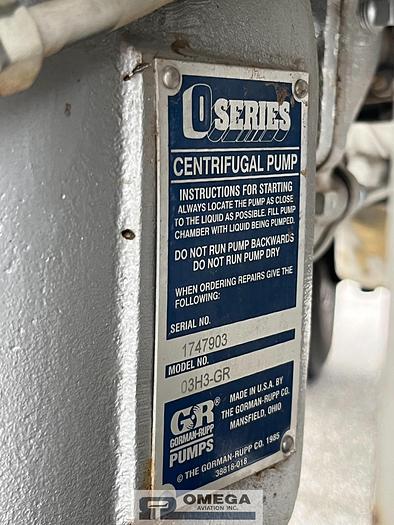 O SERIES
CENTRIFUGAL PUMP
INSTRUCTIONS FOR STARTING
ALWAYS LOCATE THE PUMP AS CLOSE
TO THE LIQUID AS POSSIBLE. FILL PUMP
CHAMBER WITH LIQUID BEING PUMPED.
DO NOT RUN PUMP BACKWARDS
DO NOT RUN PUMP DRY
WHEN ORDERING REPAIRS GIVE THE
FOLLOWING:
SERIAL NO.
1747903
MODEL NO.
03H3-GR
GR®
GORMAN-RUPP
PUMPS
MADE IN U.S.A. BY
THE GORMAN-RUPP CO.
MANSFIELD, OHIO
© THE GORMAN-RUPP CO. 1985
38818-018
OMEGA
AVIATION INC.